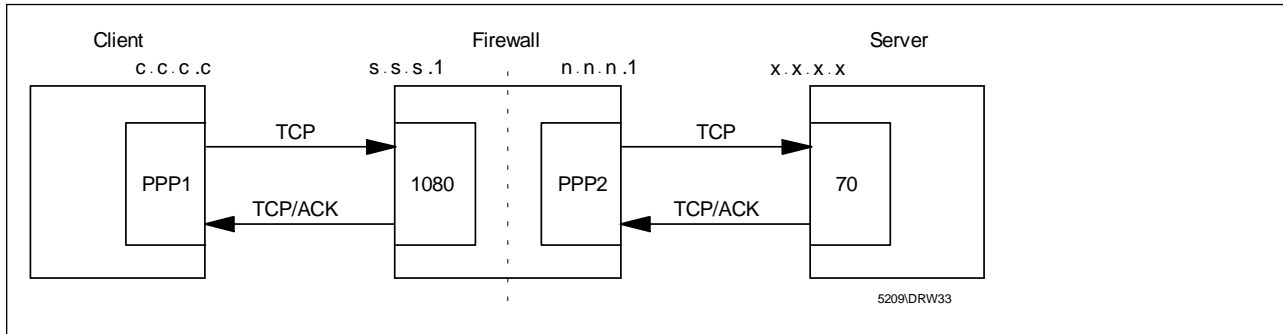 Client Firewall Server
c.c.c.c s.s.s.1 n.n.n.1 x.x.x.x
TCP TCP
PPP1 1080 PPP2 70
TCP/ACK TCP/ACK
5209\DRW33